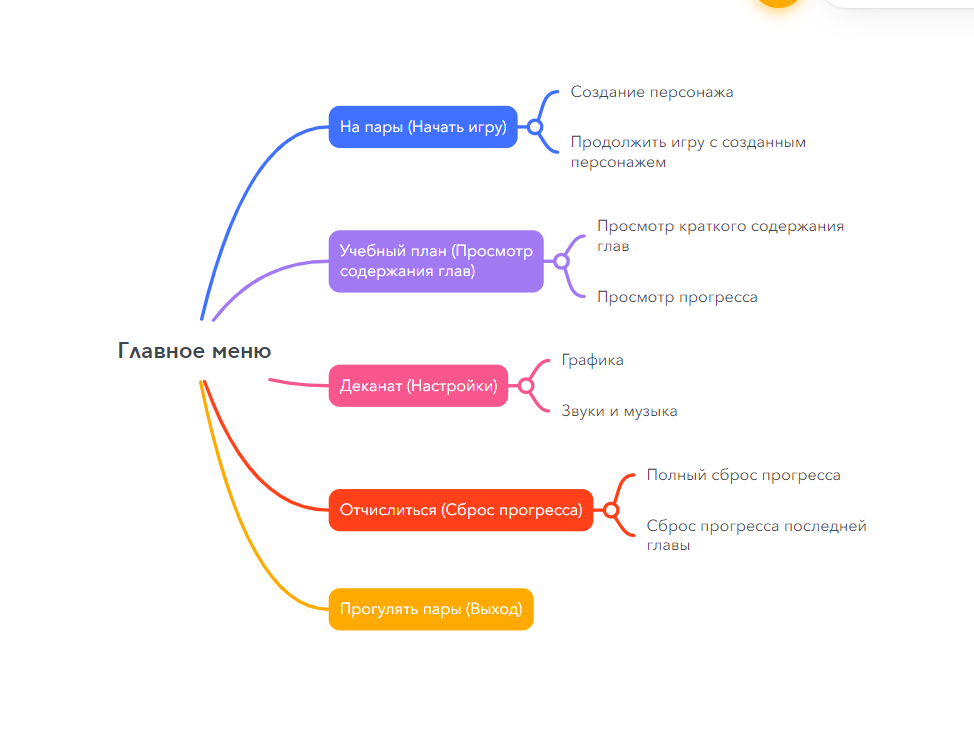 Создание персонажа
На пары (Начать игру)
Продолжить игру с созданным
персонажем
Просмотр краткого содержания
глав
Учебный план (Просмотр
содержания глав)
Просмотр прогресса
Главное меню
Графика
Деканат (Настройки)
Звуки и музыка
Полный сброс прогресса
Отчислиться (Сброс прогресса)
Сброс прогресса последней
главы
Прогулять пары (Выход)